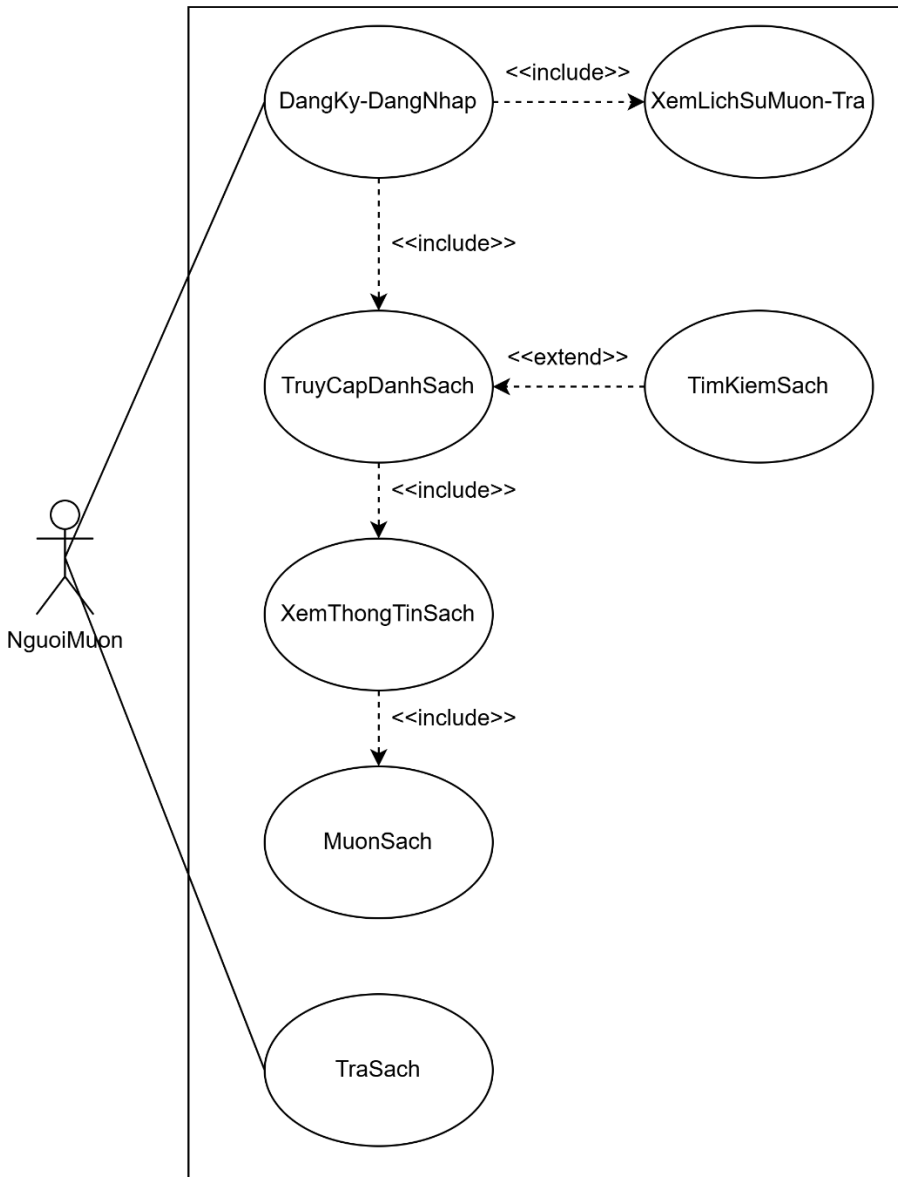 <<include>>
DangKy-DangNhap
XemLichSuMuon-Tra
<<include>>
<<extend>>
TruyCapDanhSach
TimKiemSach
<<include>>
XemThongTinSach
NguoiMuon
<<include>>
MuonSach
TraSach